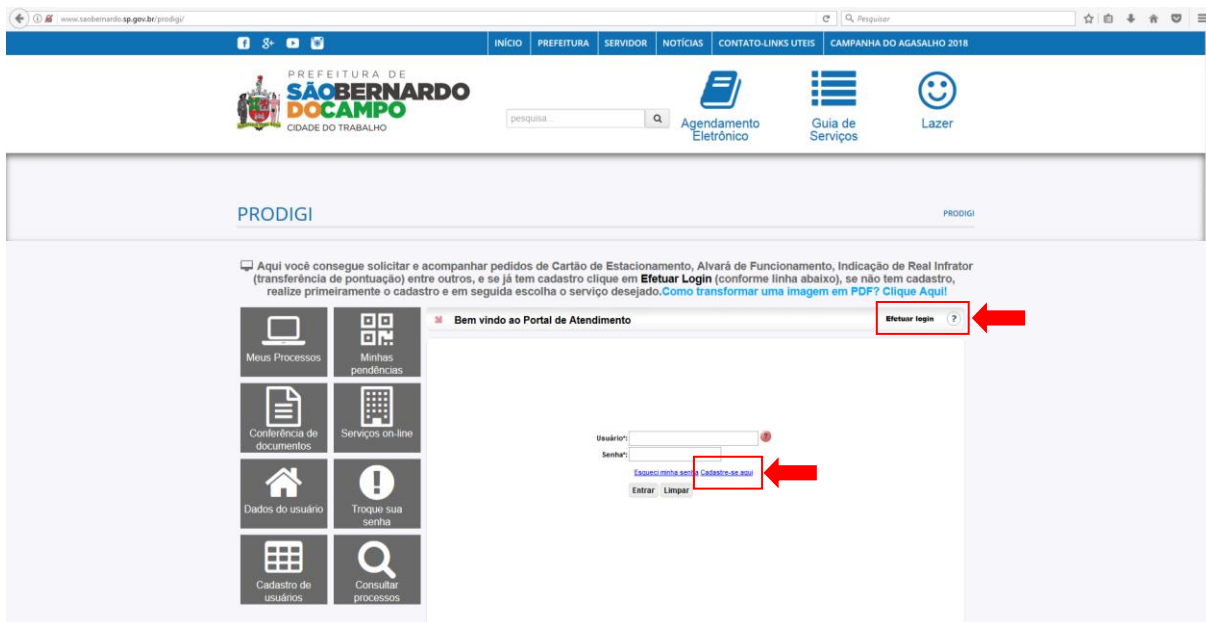 www.saobernardo.sp.gov.br/prodigi/
Pesquisar
INÍCIO PREFEITURA SERVIDOR NOTÍCIAS CONTATO-LINKS UTEIS CAMPANHA DO AGASALHO 2018
PREFEITURA DE
SÃOBERNARDO
DOCAMPO
CIDADE DO TRABALHO
pesquisa...
Agendamento
Eletrônico
Guia de
Serviços
Lazer
PRODIGI
PRODIGI
Aqui você consegue solicitar e acompanhar pedidos de Cartão de Estacionamento, Alvará de Funcionamento, Indicação de Real Infrator
(transferência de pontuação) entre outros, e se já tem cadastro clique em Efetuar Login (conforme linha abaixo), se não tem cadastro,
realize primeiramente o cadastro e em seguida escolha o serviço desejado.Como transformar uma imagem em PDF? Clique Aqui!
Bem vindo ao Portal de Atendimento
Efetuar login ?
Meus Processos
Minhas
pendências
Conferência de
documentos
Serviços on-line
Dados do usuário
Troque sua
senha
Cadastro de
usuários
Consultar
processos
Usuário*:
Senha*:
Esqueci minha senha Cadastre-se aqui
Entrar Limpar